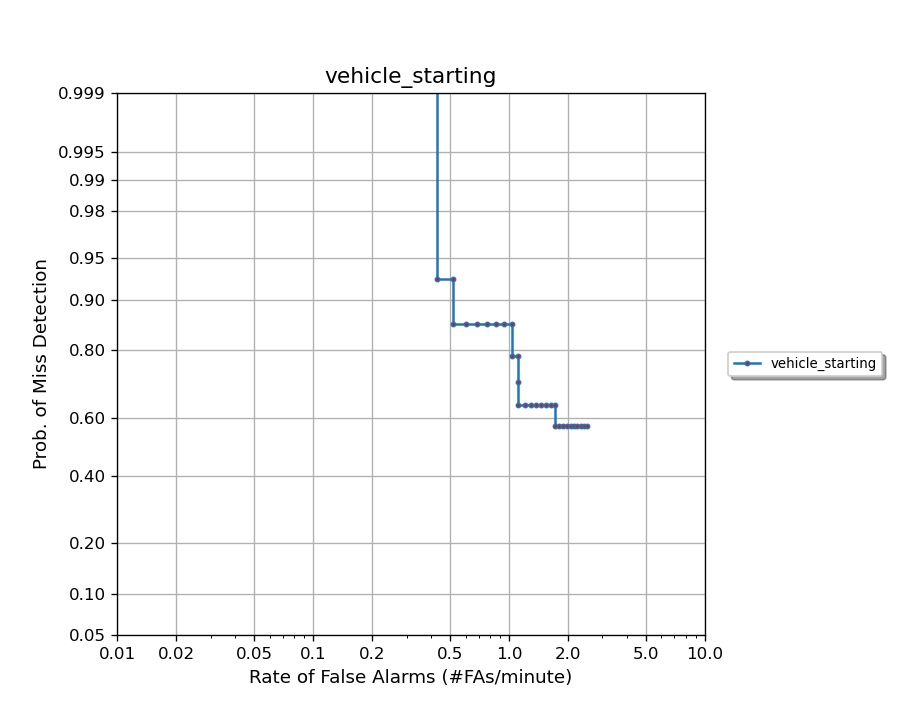 vehicle_starting
0.999
0.995
0.99
0.98
0.95
0.90
0.80
0.60
0.40
0.20
0.10
0.05
Prob. of Miss Detection
0.01 0.02 0.05 0.1 0.2 0.5 1.0 2.0 5.0 10.0
Rate of False Alarms (#FAs/minute)
vehicle_starting